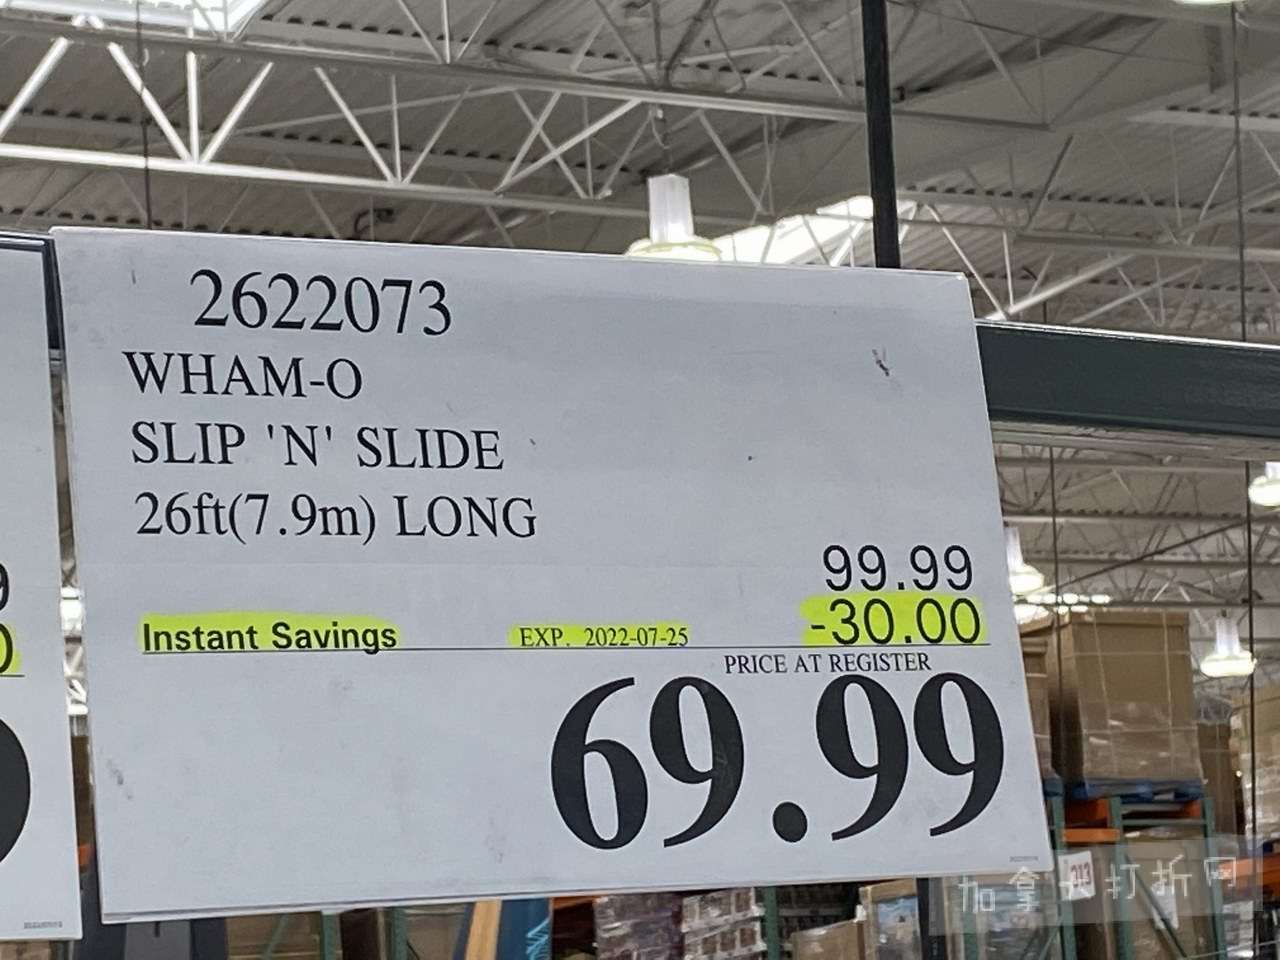 2622073
WHAM-O
SLIP 'N' SLIDE
26ft(7.9m) LONG
99.99
Instant Savings EXP. 2022-07-25 -30.00
PRICE AT REGISTER
69.99
213
加拿大打折网